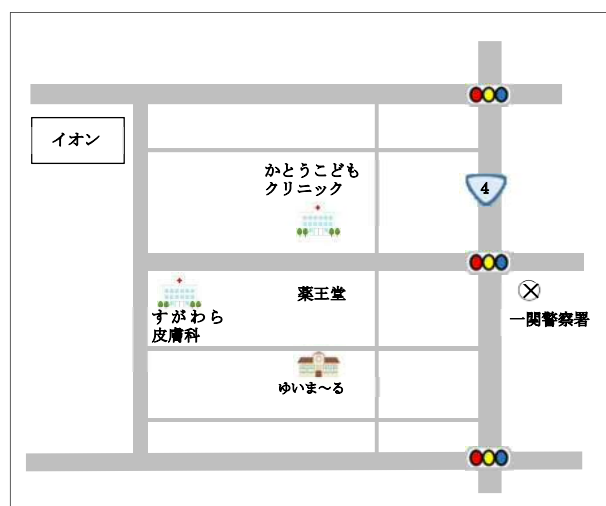 イオン
かとうこども
クリニック
4
薬王堂
一関警察署
すがわら
皮膚科
ゆいま～る